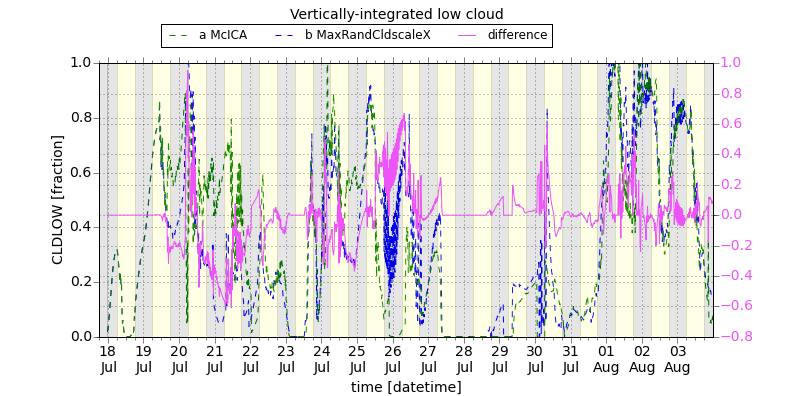 Vertically-integrated low cloud
a McICA b MaxRandCldscaleX difference
1.0 1.0
0.8
0.8 0.6
0.6 0.4
0.2
0.4 0.0
−0.2
0.2 −0.4
−0.6
0.0 −0.8
CLDLOW [fraction]
18 19 20 21 22 23 24 25 26 27 28 29 30 31 01 02 03
Jul Jul Jul Jul Jul Jul Jul Jul Jul Jul Jul Jul Jul Jul Aug Aug Aug
time [datetime]